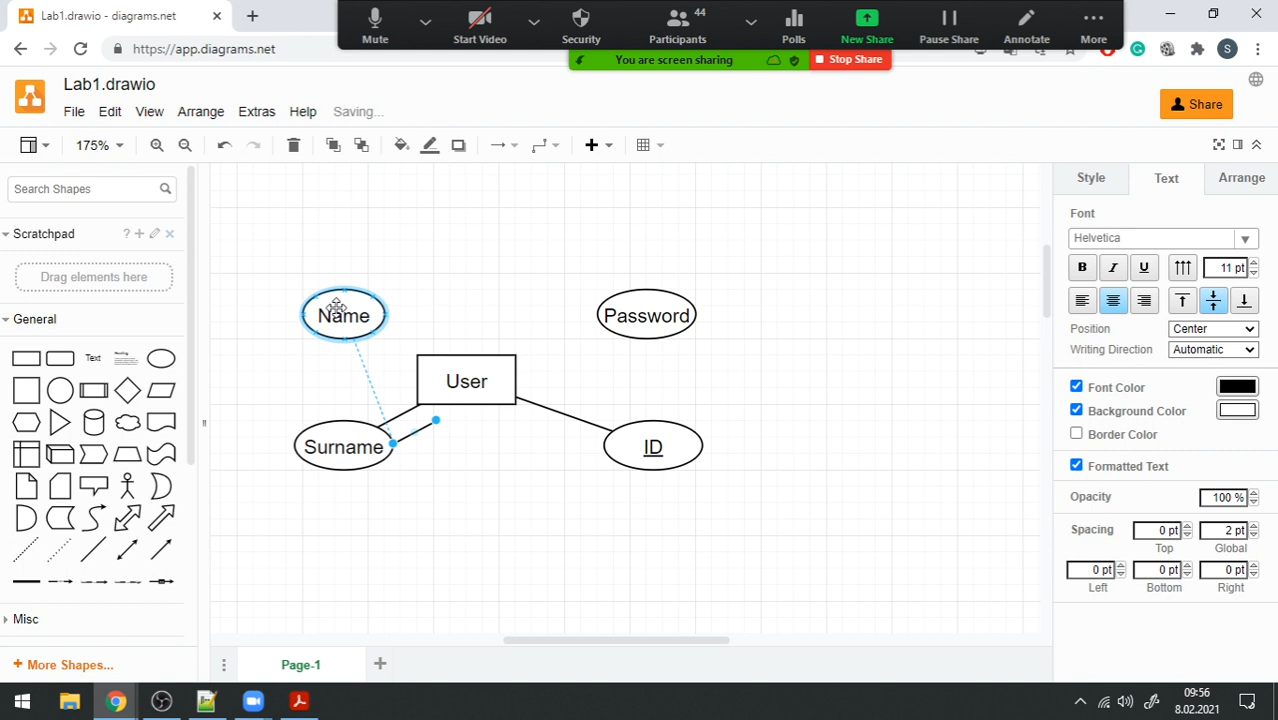 Lab1.drawio - diagrams.net
44
Mute
Start Video
Security
Participants
Polls
New Share
Pause Share
Annotate
More
https://app.diagrams.net
You are screen sharing
Stop Share
S
Lab1.drawio
File Edit View Arrange Extras Help Saving...
Share
175%
Search Shapes
Style Text Arrange
Scratchpad
?
Drag elements here
General
Text
Heading
Misc
+ More Shapes...
Name
Password
User
Surname
ID
Font
Helvetica
B I U 11 pt
Position Center
Writing Direction Automatic
Font Color
Background Color
Border Color
Formatted Text
Opacity 100 %
Spacing 0 pt 2 pt
Top Global
0 pt 0 pt 0 pt
Left Bottom Right
Page-1
09:56
8.02.2021